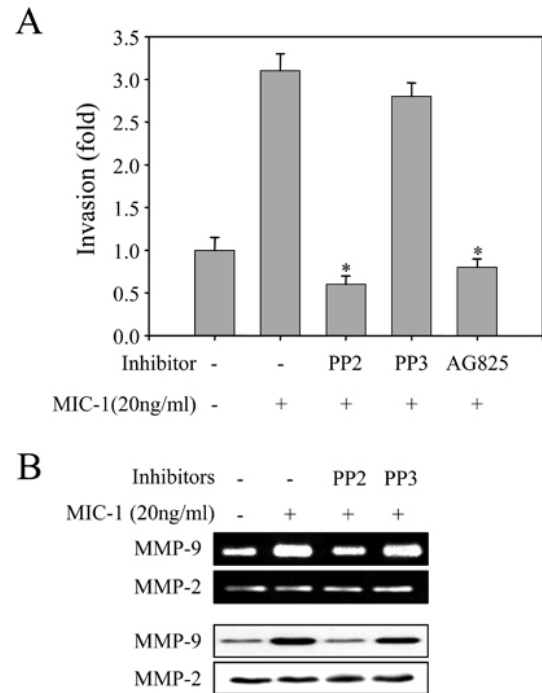 A
Invasion (fold)
3.5
3.0
2.5
2.0
1.5
1.0
0.5
0.0
* *
Inhibitor - - PP2 PP3 AG825
MIC-1(20ng/ml) - + + + +
B
Inhibitors - - PP2 PP3
MIC-1 (20ng/ml) - + + +
MMP-9
MMP-2
MMP-9
MMP-2